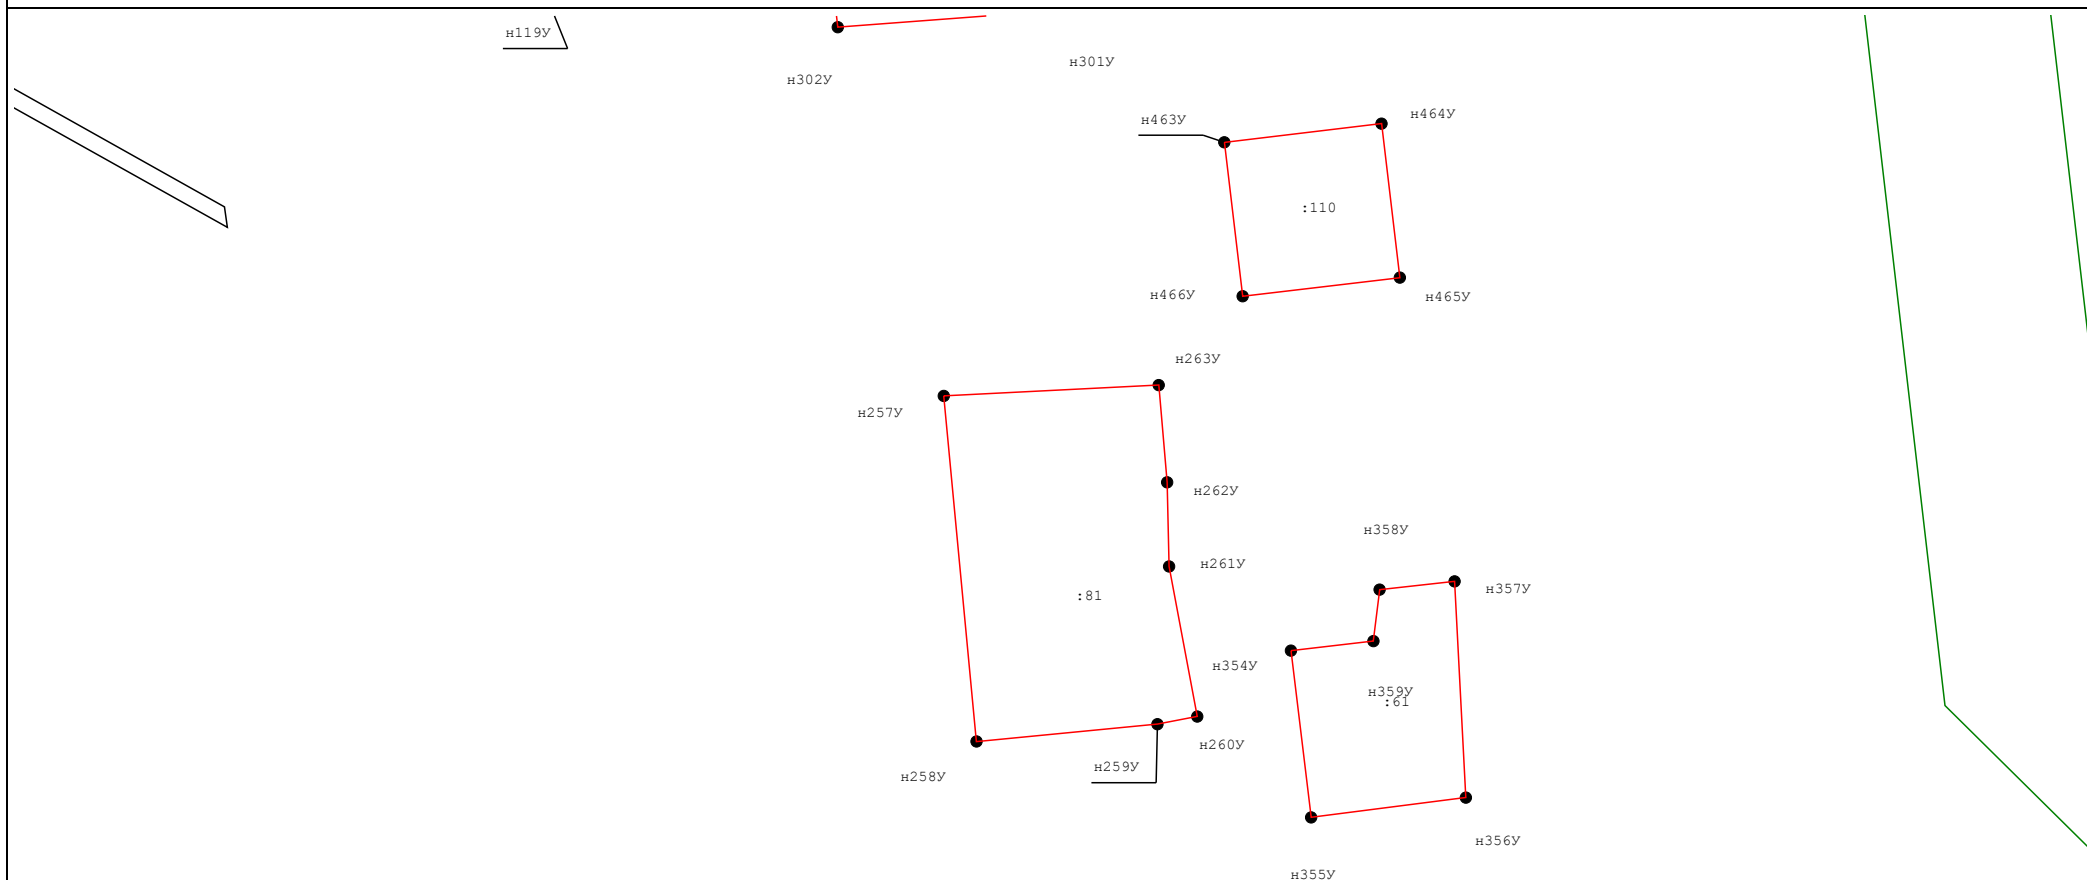 н119У
н301У
н302У
н464У
н463У
:110
н466У
н465У
н263У
н257У
н262У
н358У
н261У
н357У
:81
н354У
н359У
:61
н260У
н259У
н258У
н356У
н355У